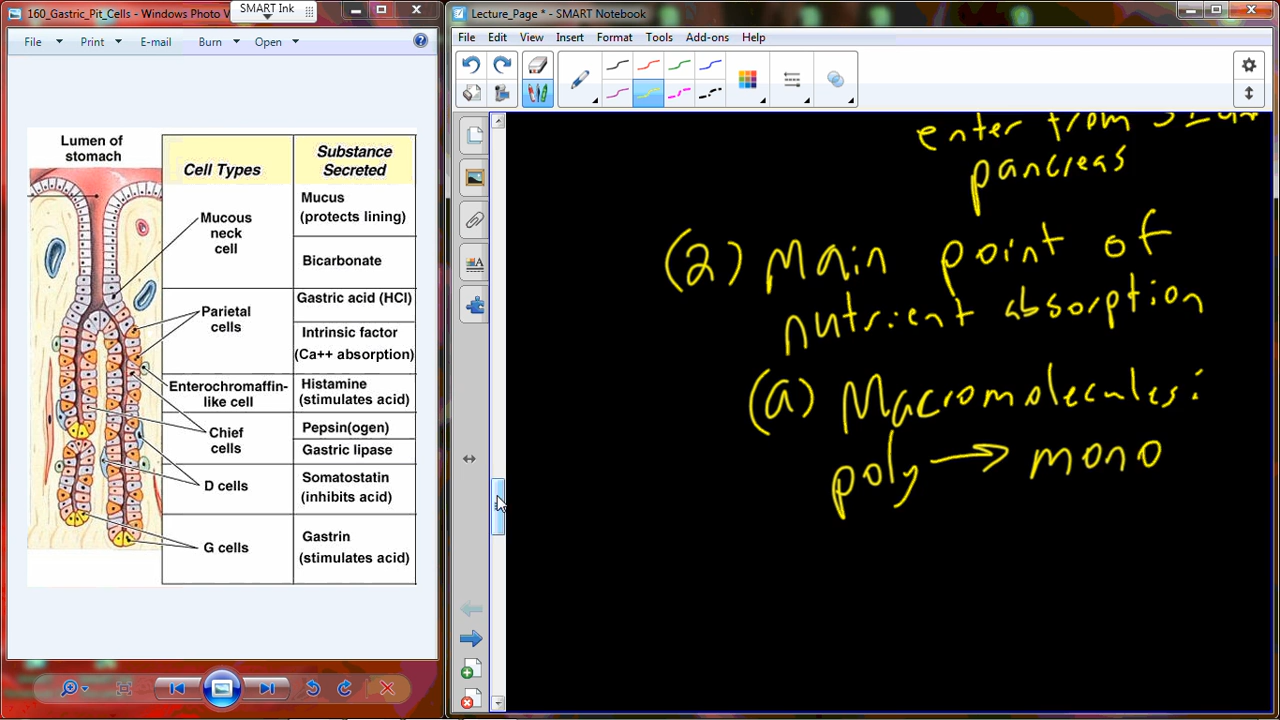 160_Gastric_Pit_Cells - Windows Photo V
SMART Ink
File Print E-mail Burn Open
Lumen of
stomach
Cell Types
Substance
Secreted
Mucous
neck
cell
Mucus
(protects lining)
Bicarbonate
Parietal
cells
Gastric acid (HCl)
Intrinsic factor
(Ca++ absorption)
Enterochromaffin-
like cell
Histamine
(stimulates acid)
Chief
cells
Pepsin(ogen)
Gastric lipase
D cells
Somatostatin
(inhibits acid)
G cells
Gastrin
(stimulates acid)
Lecture_Page * - SMART Notebook
File Edit View Insert Format Tools Add-ons Help
enter from
pancreas
(2) Main point of
nutrient absorption
(a) Macromolecules:
poly → mono